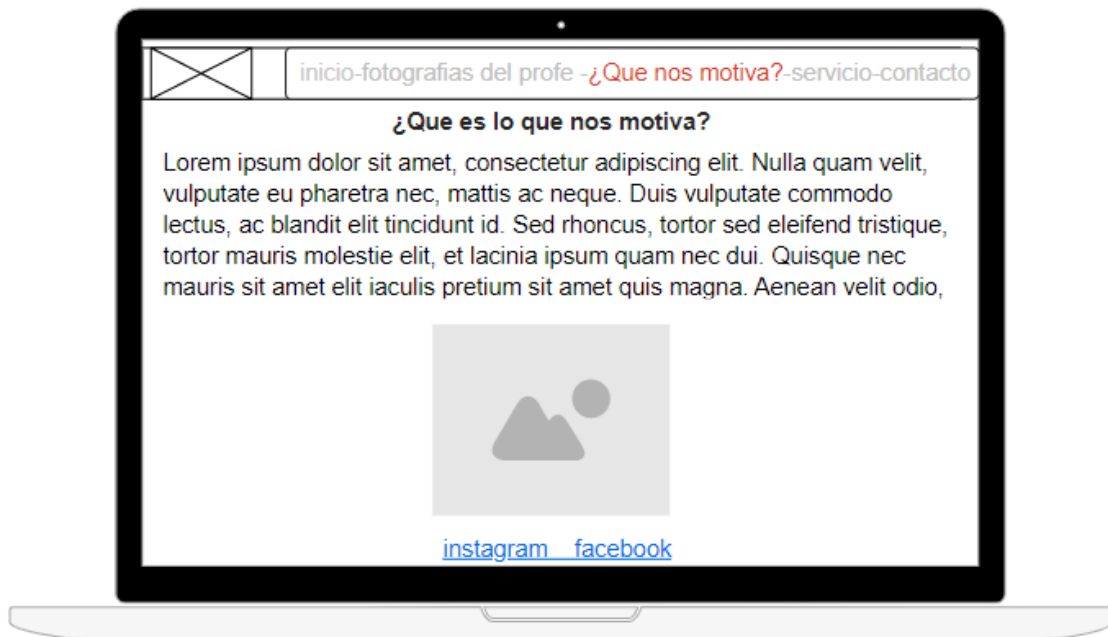 inicio-fotografias del profe -¿Que nos motiva?-servicio-contacto
¿Que es lo que nos motiva?
Lorem ipsum dolor sit amet, consectetur adipiscing elit. Nulla quam velit,
vulputate eu pharetra nec, mattis ac neque. Duis vulputate commodo
lectus, ac blandit elit tincidunt id. Sed rhoncus, tortor sed eleifend tristique,
tortor mauris molestie elit, et lacinia ipsum quam nec dui. Quisque nec
mauris sit amet elit iaculis pretium sit amet quis magna. Aenean velit odio,
instagram facebook